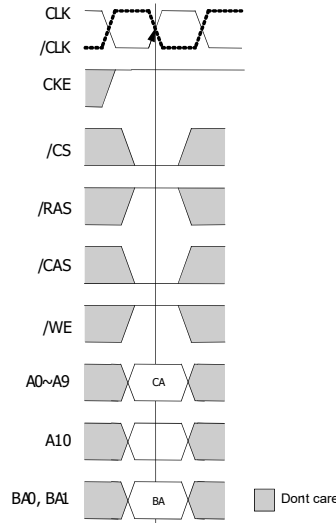 CLK
/CLK
CKE
/CS
/RAS
/CAS
/WE
A0~A9
CA
A10
BA0, BA1
BA
Dont care